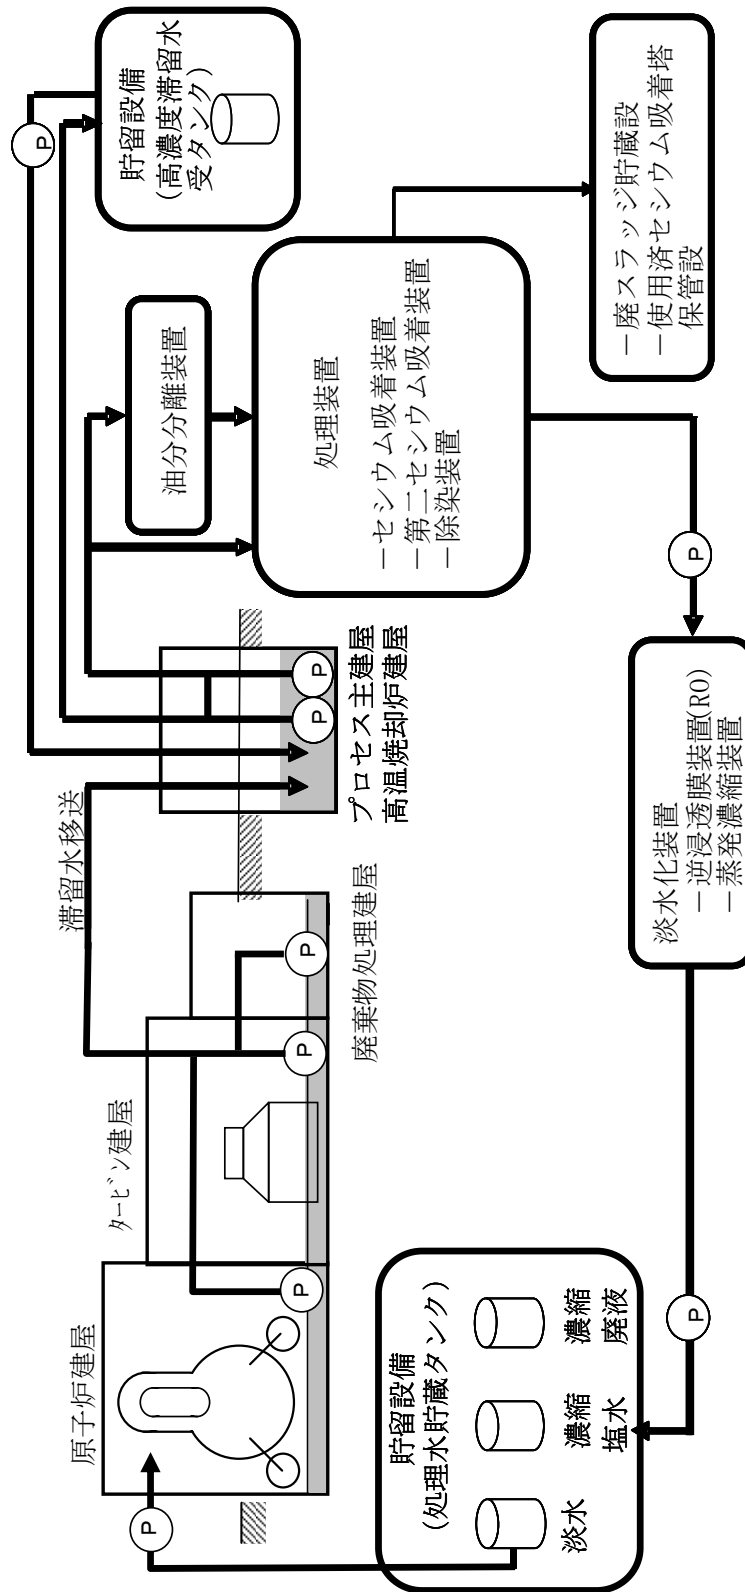 原子炉建屋
タービン建屋
滞留水移送
廃棄物処理建屋
プロセス主建屋
高温焼却炉建屋
油分分離装置
貯留設備
(高濃度滞留水
受タンク)
処理装置
－セシウム吸着装置
－第二セシウム吸着装置
－除染装置
－廃スラッジ貯蔵設
－使用済セシウム吸着塔
保管設
淡水化装置
－逆浸透膜装置(RO)
－蒸発濃縮装置
貯留設備
(処理水貯蔵タンク)
淡水
濃縮
塩水
濃縮
廃液
P
P
P
P
P
P
P
P
P